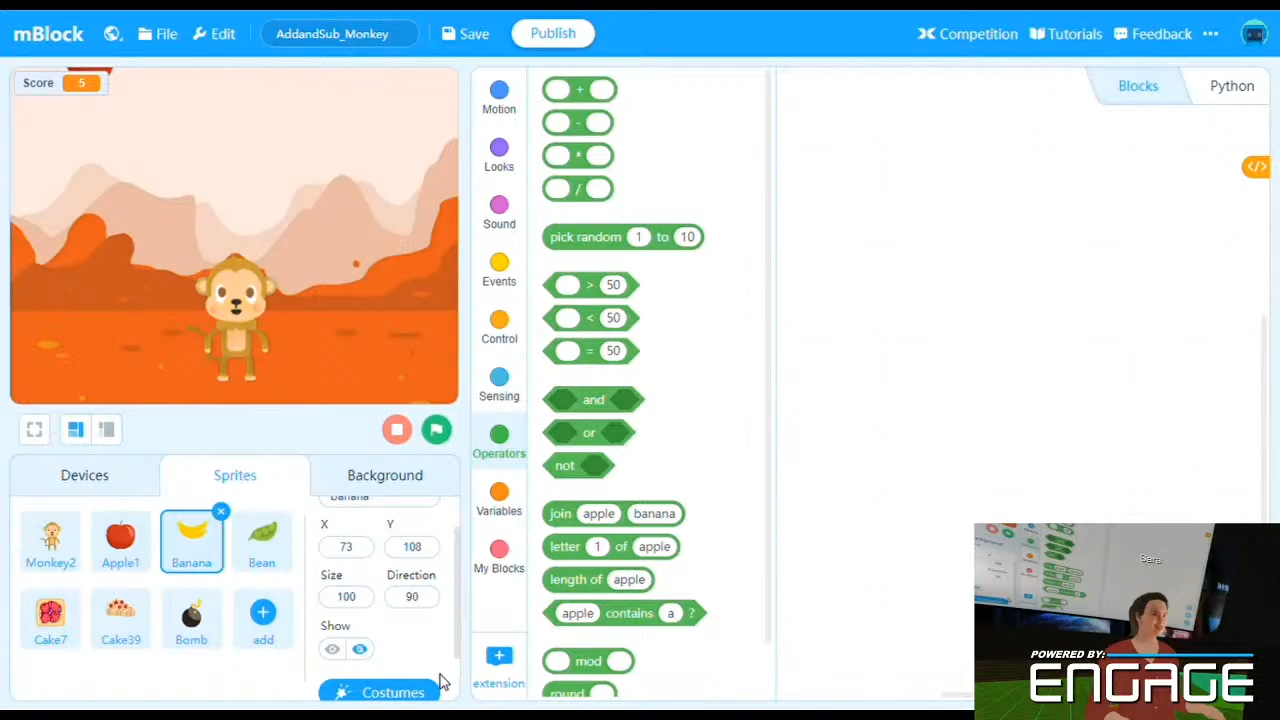 mBlock
File
Edit
AddandSub_Monkey
Save
Publish
Competition
Tutorials
Feedback
Score 5
Motion
Looks
Sound
Events
Control
Sensing
Operators
Variables
My Blocks
extension
+
-
*
/
pick random 1 to 10
> 50
< 50
= 50
and
or
not
join apple banana
letter 1 of apple
length of apple
apple contains a ?
mod
round
Blocks
Python
</>
Devices
Sprites
Background
Monkey2
Apple1
Banana
Bean
Cake7
Cake39
Bomb
add
Banana
X
Y
73
108
Size
Direction
100
90
Show
Costumes
Sara
POWERED BY:
ENGAGE